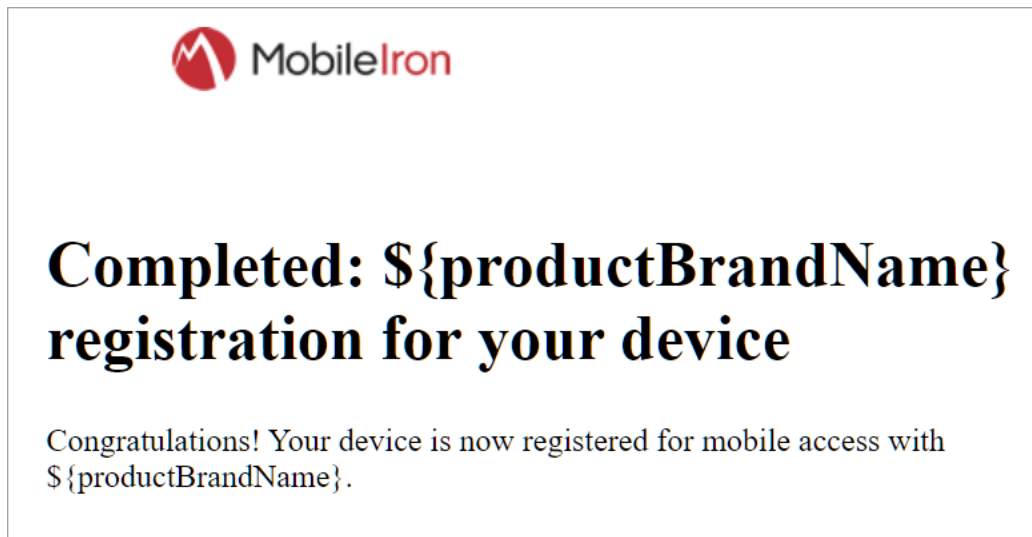 MobileIron
Completed: ${productBrandName}
registration for your device
Congratulations! Your device is now registered for mobile access with
${productBrandName}.